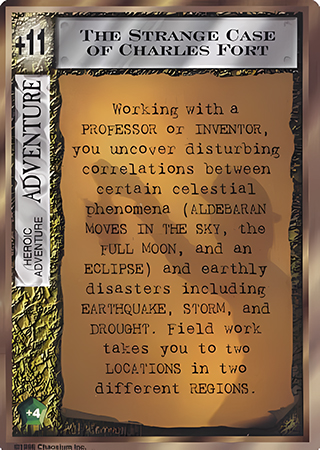 +11
THE STRANGE CASE
OF CHARLES FORT
ADVENTURE
HEROIC
ADVENTURE
Working with a
PROFESSOR or INVENTOR,
you uncover disturbing
correlations between
certain celestial
phenomena (ALDEBARAN
MOVES IN THE SKY, the
FULL MOON, and an
ECLIPSE) and earthly
disasters including
EARTHQUAKE, STORM, and
DROUGHT. Field work
takes you to two
LOCATIONS in two
different REGIONS.
+4
©1996 Chaosium Inc.